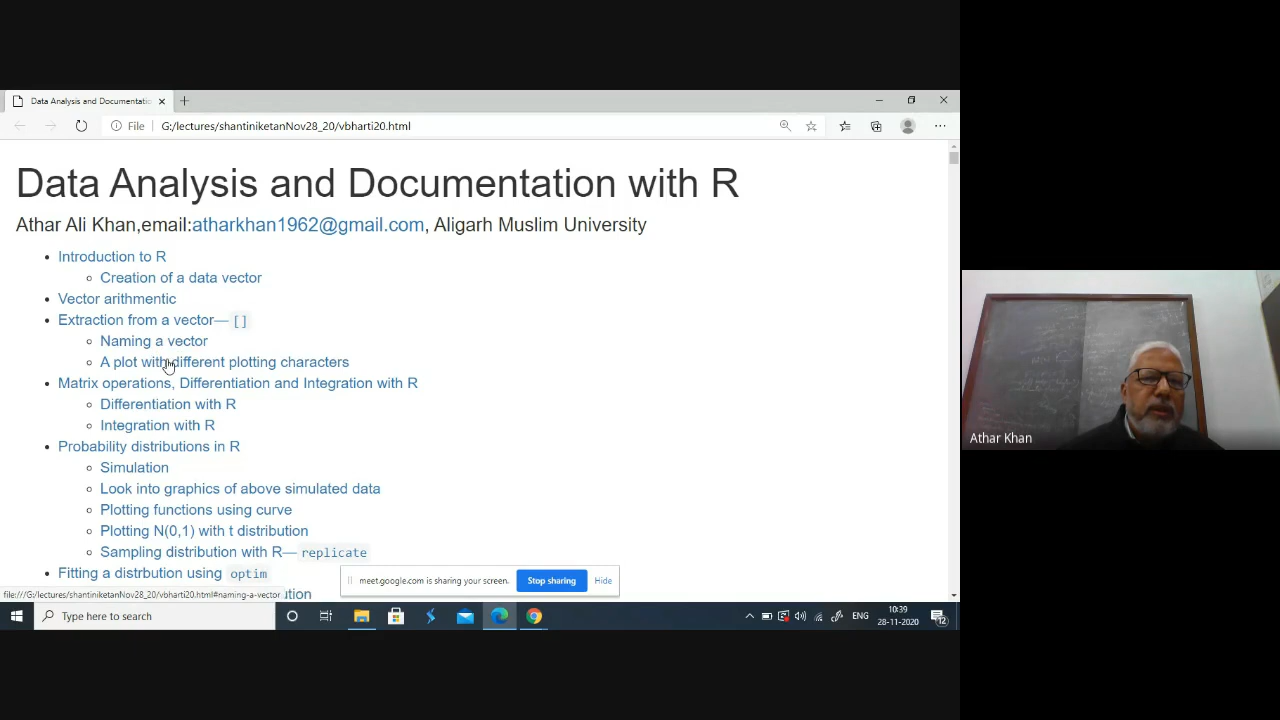 Data Analysis and Documentatio
File G:/lectures/shantiniketanNov28_20/vbharti20.html
Data Analysis and Documentation with R
Athar Ali Khan,email:atharkhan1962@gmail.com, Aligarh Muslim University
Introduction to R
Creation of a data vector
Vector arithmentic
Extraction from a vector— []
Naming a vector
A plot with different plotting characters
Matrix operations, Differentiation and Integration with R
Differentiation with R
Integration with R
Probability distributions in R
Simulation
Look into graphics of above simulated data
Plotting functions using curve
Plotting N(0,1) with t distribution
Sampling distribution with R— replicate
Fitting a distrbution using optim
meet.google.com is sharing your screen. Stop sharing Hide
file:///G:/lectures/shantiniketanNov28_20/vbharti20.html#naming-a-vector
Type here to search
ENG
10:39
28-11-2020
12
Athar Khan